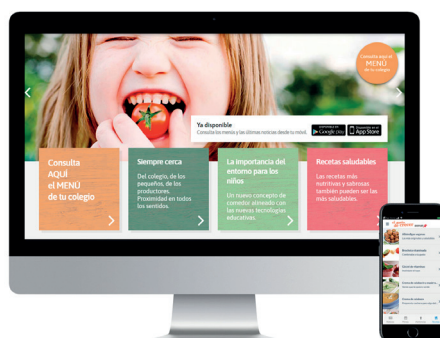 Consulta aquí el
MENÚ
de tu colegio
Ya disponible
Consulta los menús y las últimas noticias desde tu móvil.
Google play
App Store
Consulta
AQUÍ
el MENÚ
de tu colegio
Siempre cerca
Del colegio, de los
pequeños, de los
productores.
Proximidad en todos
los sentidos.
La importancia del
entorno para los
niños
Un nuevo concepto de
comedor alineado con
las nuevas tecnologías
educativas.
Recetas saludables
Las recetas más
nutritivas y sabrosas
también pueden ser las
más saludables.